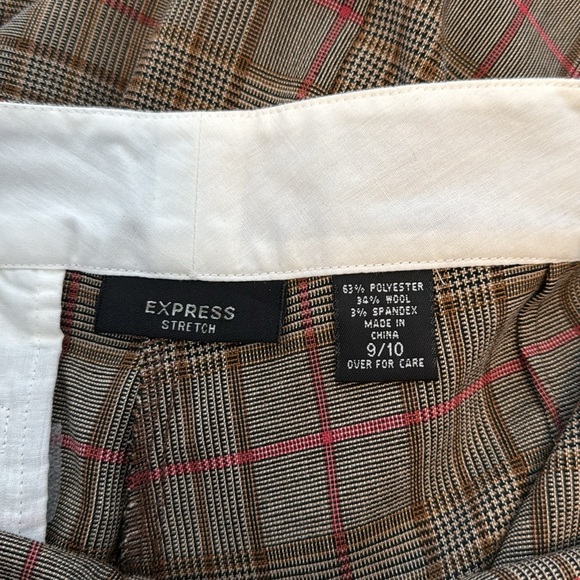 EXPRESS
STRETCH
63% POLYESTER
34% WOOL
3% SPANDEX
MADE IN
CHINA
9/10
OVER FOR CARE